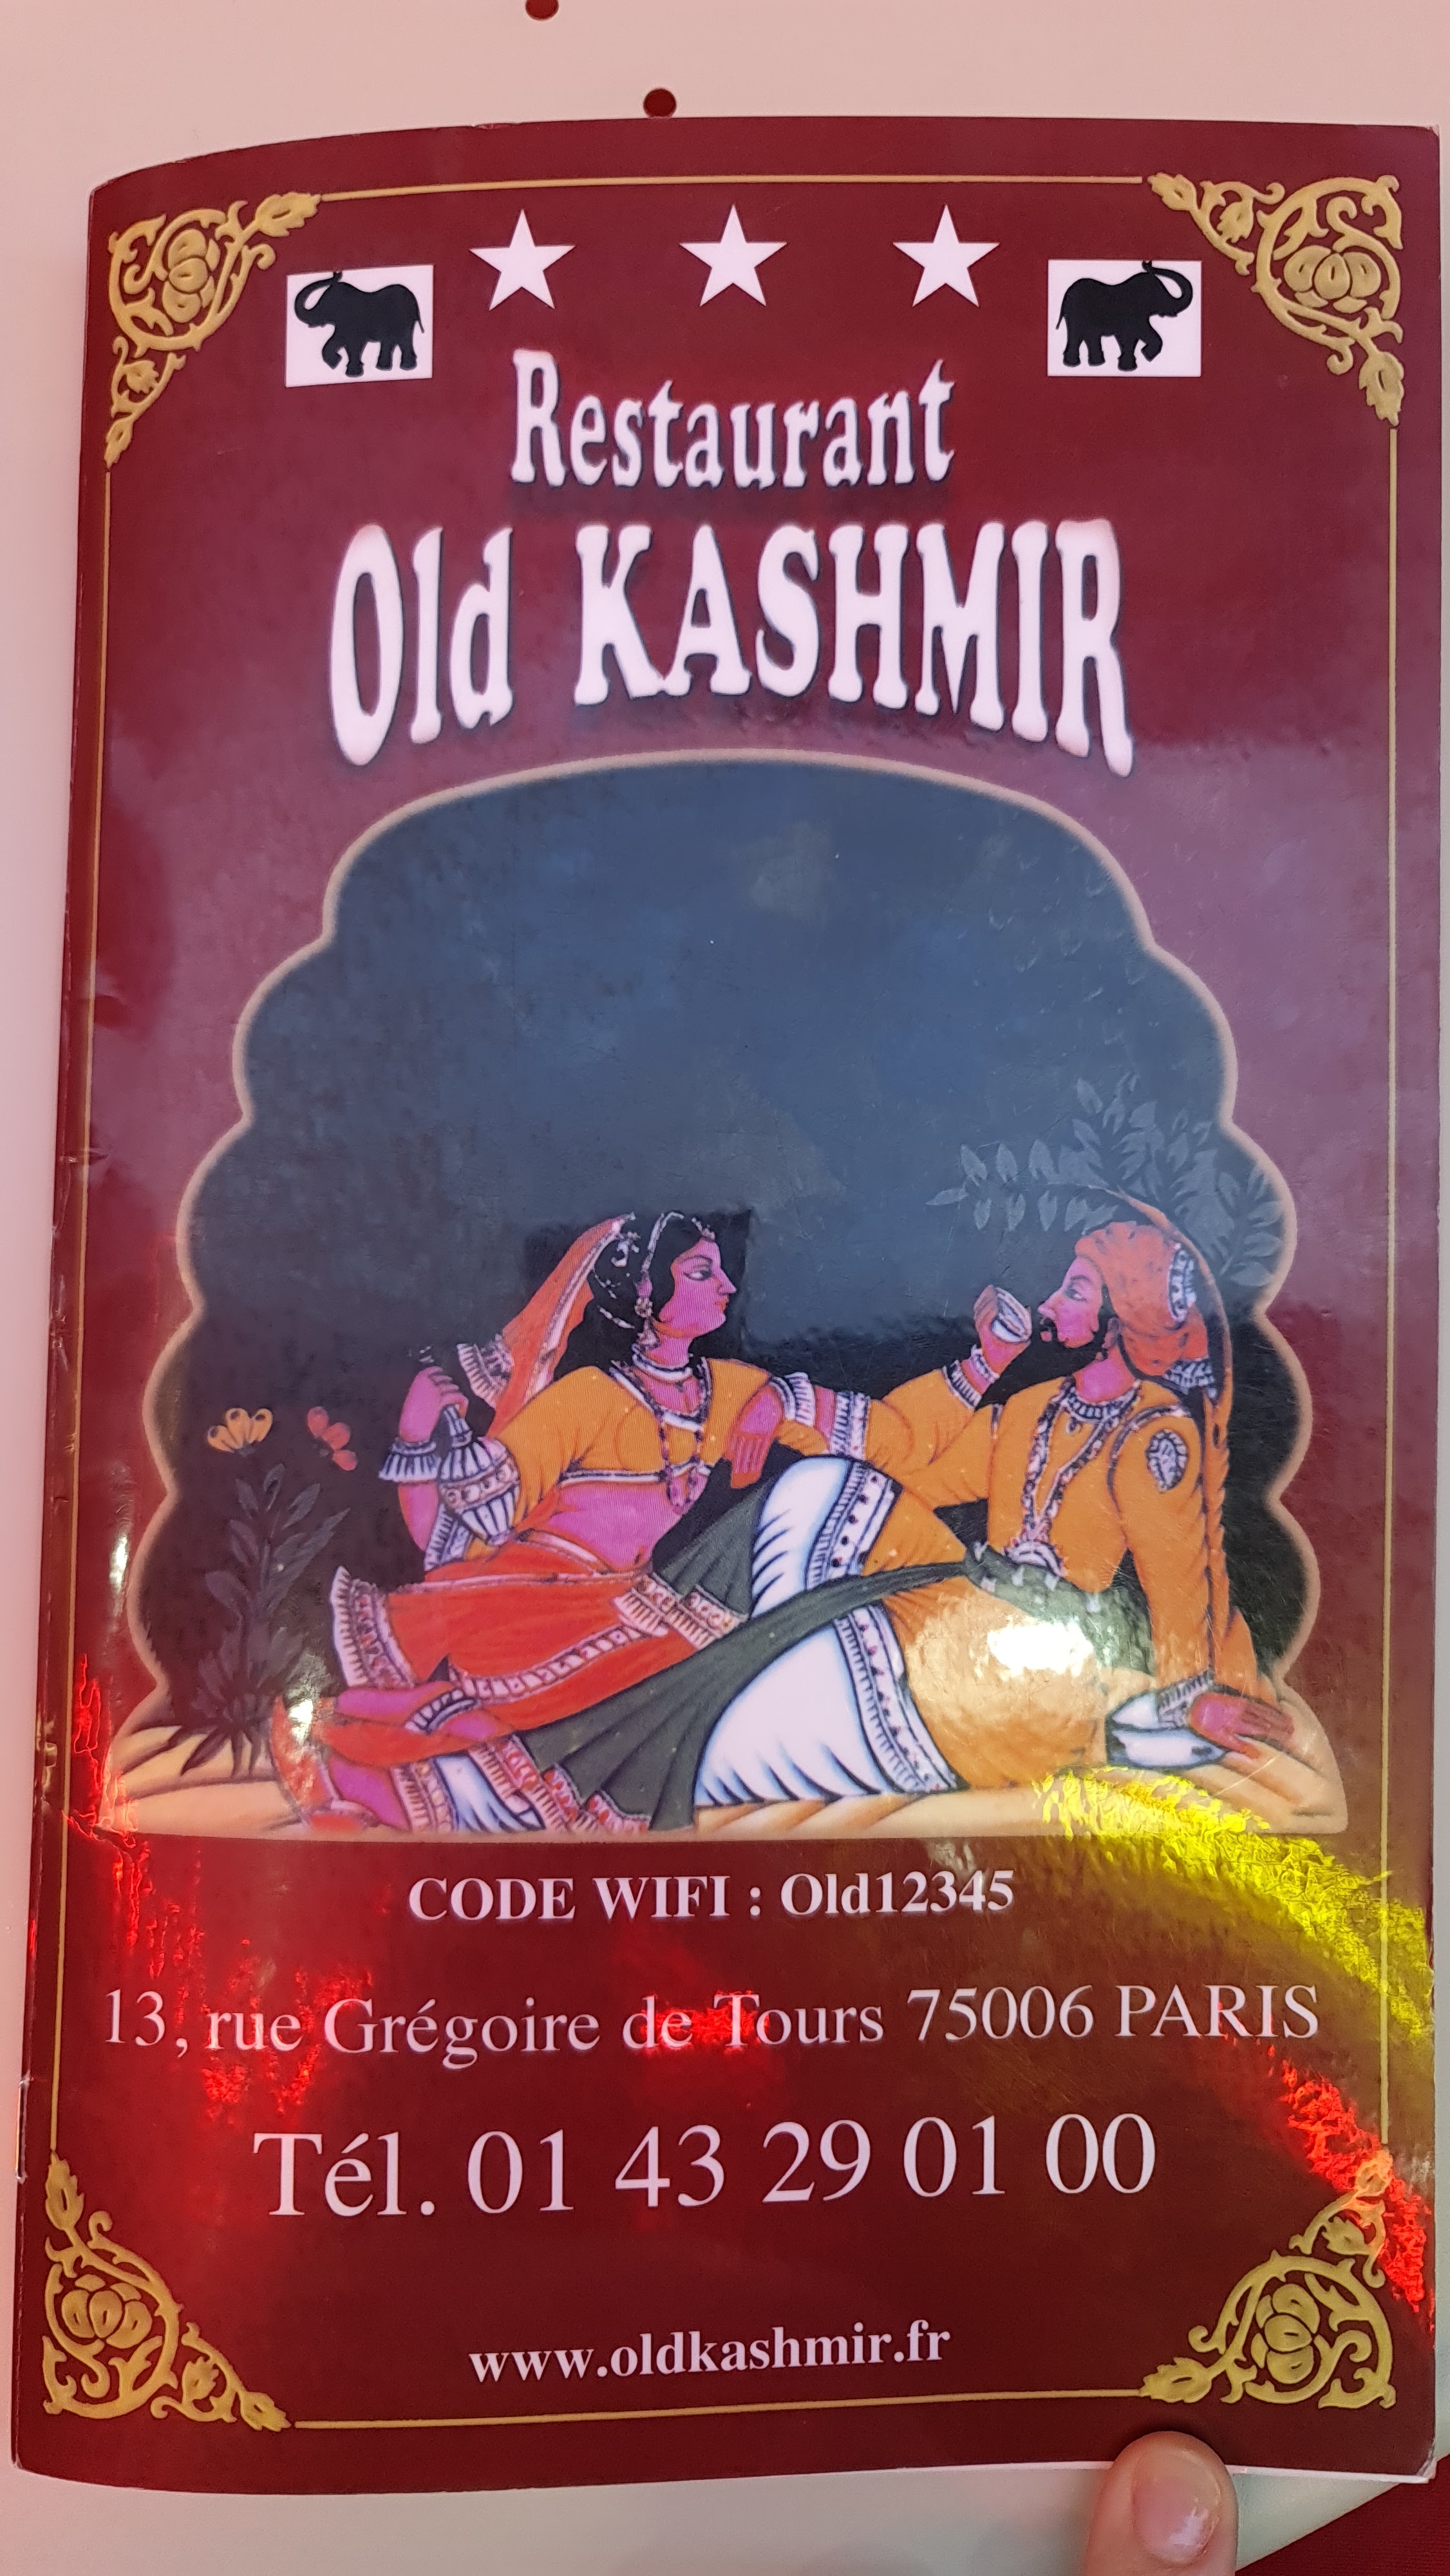 Restaurant
Old KASHMIR
CODE WIFI : Old12345
13, rue Grégoire de Tours 75006 PARIS
Tél. 01 43 29 01 00
www.oldkashmir.fr